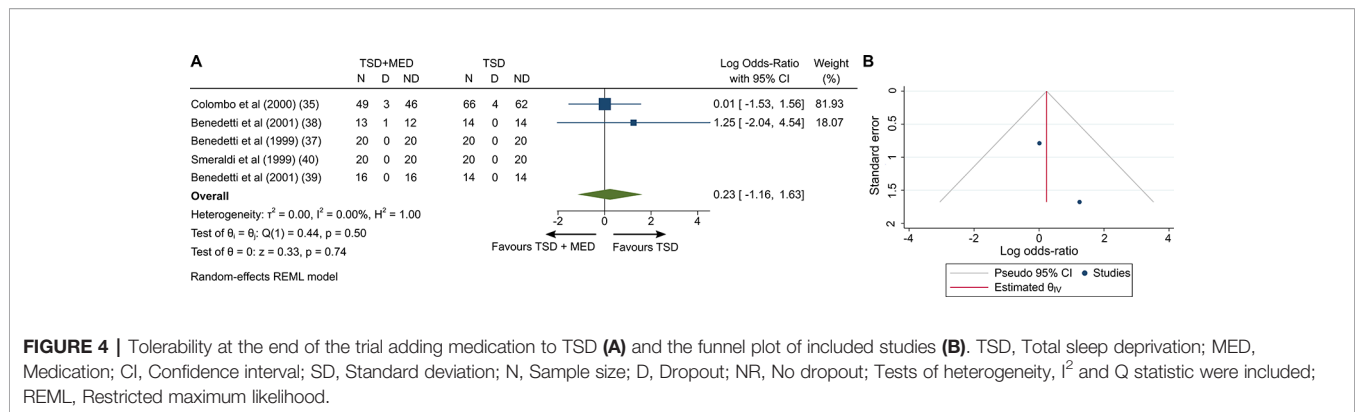 A
TSD+MED TSD Log Odds-Ratio Weight
N D ND N D ND with 95% CI (%)
Colombo et al (2000) (35) 49 3 46 66 4 62 0.01 [ -1.53, 1.56] 81.93
Benedetti et al (2001) (38) 13 1 12 14 0 14 1.25 [ -2.04, 4.54] 18.07
Benedetti et al (1999) (37) 20 0 20 20 0 20
Smeraldi et al (1999) (40) 20 0 20 20 0 20
Benedetti et al (2001) (39) 16 0 16 14 0 14
Overall 0.23 [ -1.16, 1.63]
Heterogeneity: τ² = 0.00, I² = 0.00%, H² = 1.00
Test of θᵢ = θⱼ: Q(1) = 0.44, p = 0.50
Test of θ = 0: z = 0.33, p = 0.74
-2 0 2 4
Favours TSD + MED Favours TSD
Random-effects REML model
B
Standard error
0
0.5
1
1.5
2
-4 -2 0 2 4
Log odds-ratio
Pseudo 95% CI Studies
Estimated θIV
FIGURE 4 | Tolerability at the end of the trial adding medication to TSD (A) and the funnel plot of included studies (B). TSD, Total sleep deprivation; MED,
Medication; CI, Confidence interval; SD, Standard deviation; N, Sample size; D, Dropout; NR, No dropout; Tests of heterogeneity, I² and Q statistic were included;
REML, Restricted maximum likelihood.